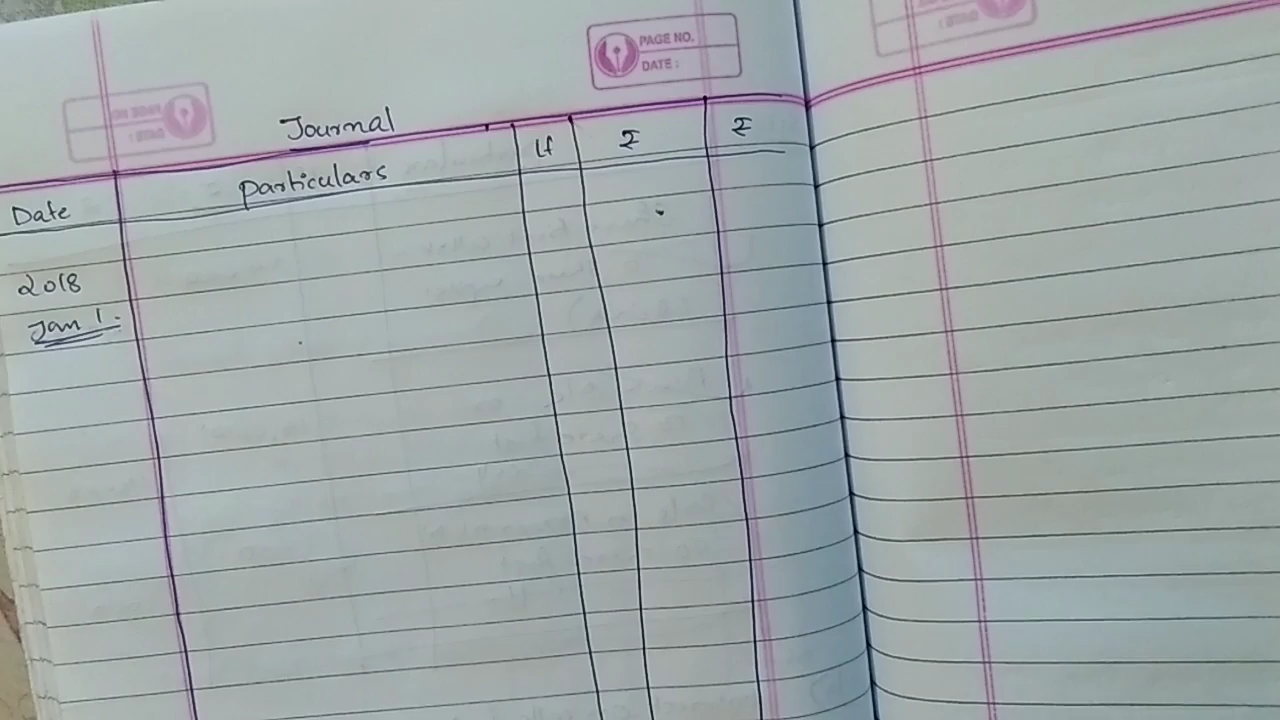 PAGE NO.
DATE :
Journal
Date Particulars Lf ₹ ₹
2018
Jan 1.